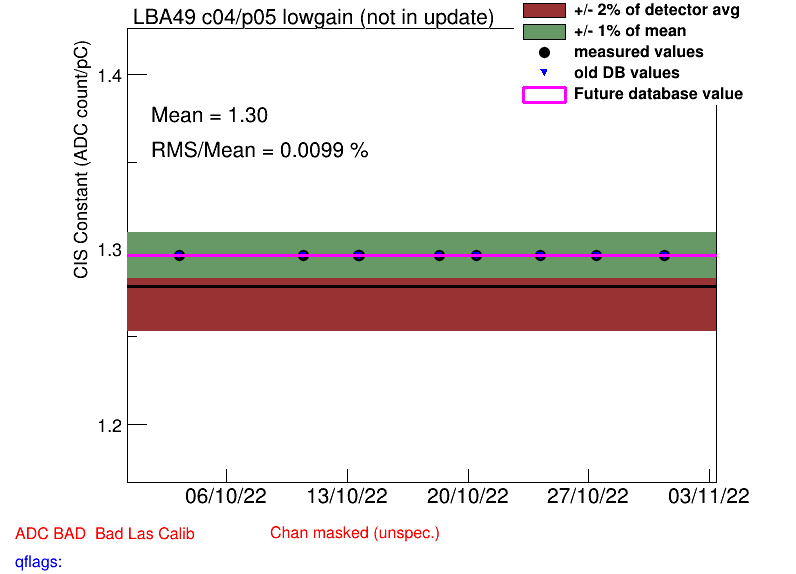 LBA49 c04/p05 lowgain (not in update)
+/- 2% of detector avg
+/- 1% of mean
measured values
old DB values
Future database value
CIS Constant (ADC count/pC)
1.4
Mean = 1.30
RMS/Mean = 0.0099 %
1.3
1.2
06/10/22 13/10/22 20/10/22 27/10/22 03/11/22
ADC BAD  Bad Las Calib Chan masked (unspec.)
qflags: